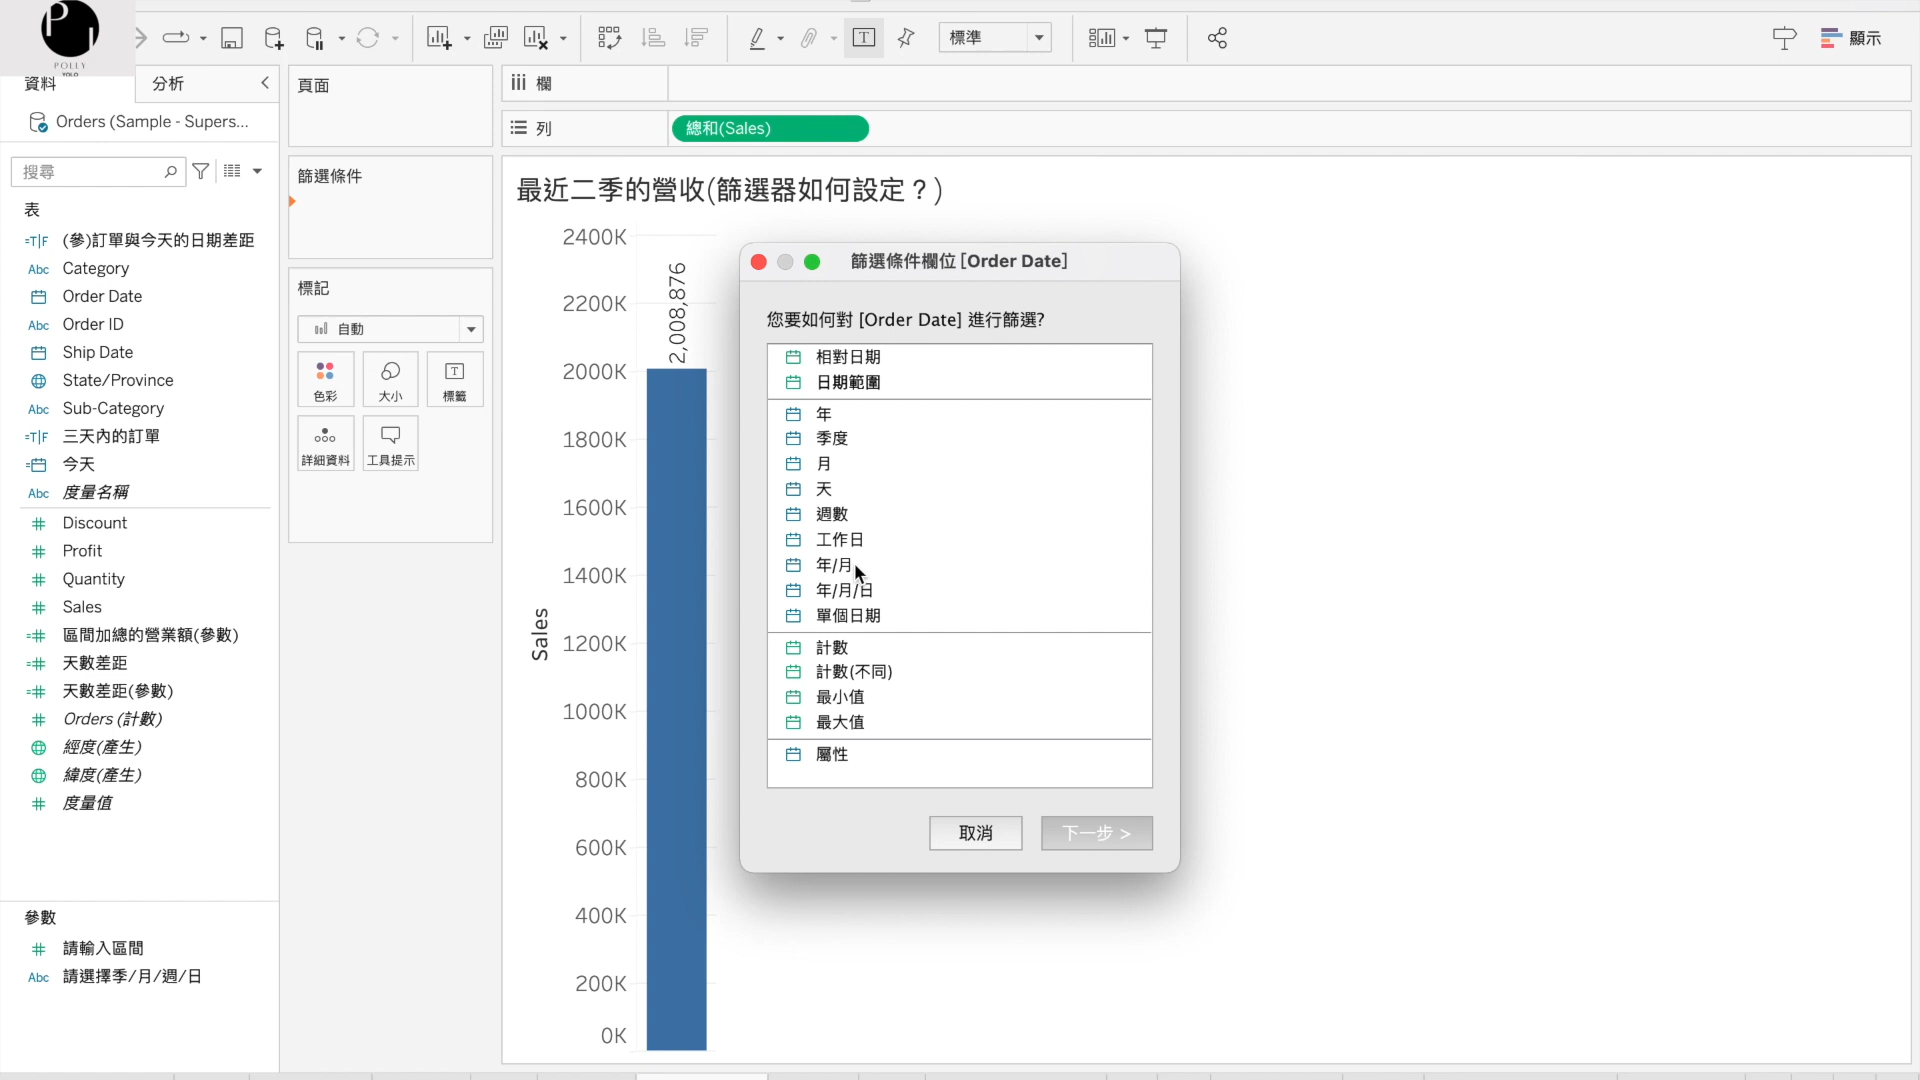 P
POLLY
YOLO
標準
顯示
資料
分析
Orders (Sample - Supers...
搜尋
表
=T|F (參)訂單與今天的日期差距
Abc Category
Order Date
Abc Order ID
Ship Date
State/Province
Abc Sub-Category
=T|F 三天內的訂單
今天
Abc 度量名稱
Discount
Profit
Quantity
Sales
區間加總的營業額(參數)
天數差距
天數差距(參數)
Orders (計數)
經度(產生)
緯度(產生)
度量值
參數
請輸入區間
Abc 請選擇季/月/週/日
頁面
篩選條件
標記
自動
色彩
大小
標籤
詳細資料
工具提示
欄
列
總和(Sales)
最近二季的營收(篩選器如何設定？)
2400K
2200K
2000K
1800K
1600K
1400K
1200K
1000K
800K
600K
400K
200K
0K
Sales
2,008,876
篩選條件欄位 [Order Date]
您要如何對 [Order Date] 進行篩選?
相對日期
日期範圍
年
季度
月
天
週數
工作日
年/月
年/月/日
單個日期
計數
計數(不同)
最小值
最大值
屬性
取消
下一步 >